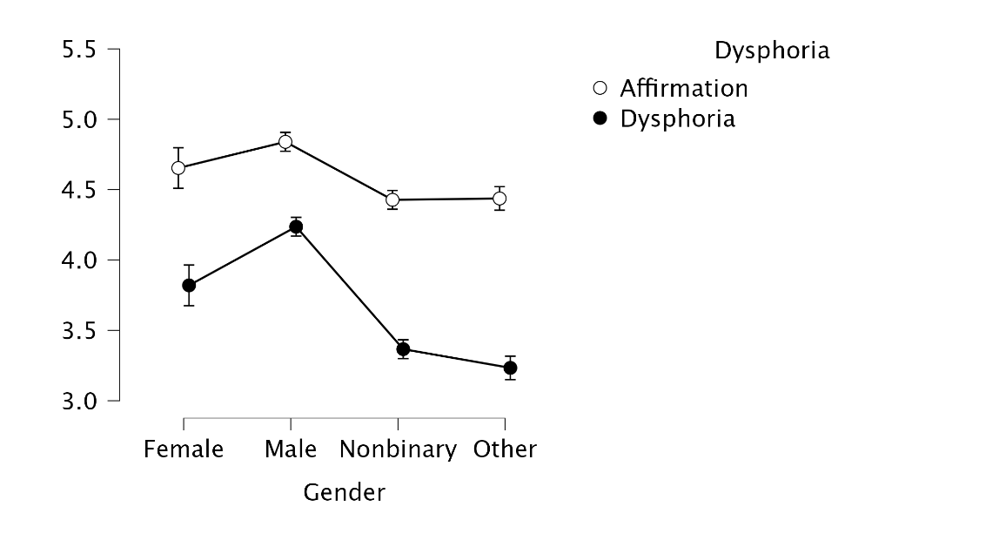 5.5
5.0
4.5
4.0
3.5
3.0
Female Male Nonbinary Other
Gender
Dysphoria
Affirmation
Dysphoria